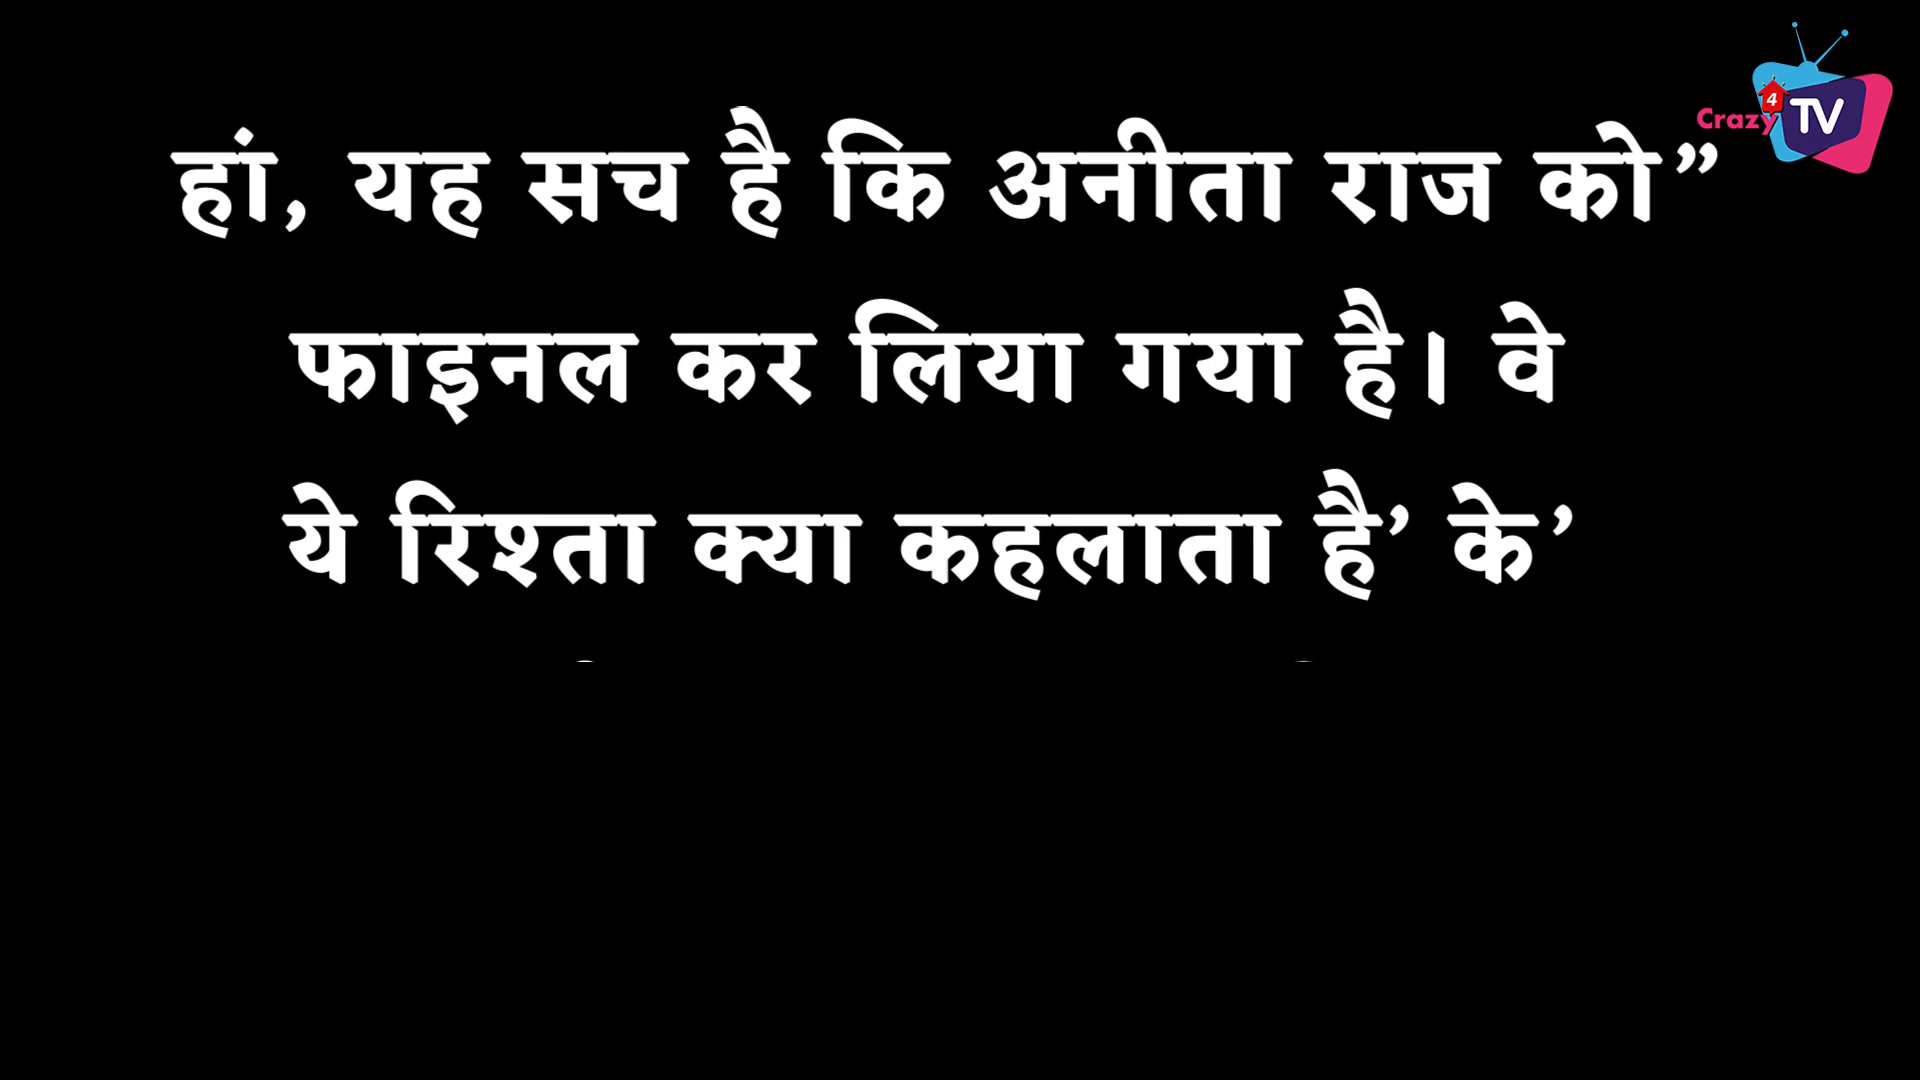 Crazy 4 TV
हां, यह सच है कि अनीता राज को”
फाइनल कर लिया गया है। वे
ये रिश्ता क्या कहलाता है’ के’